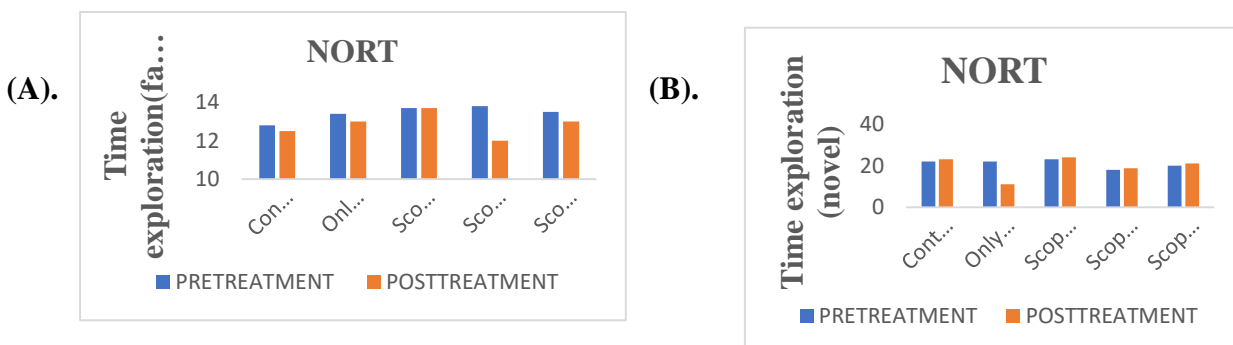 (A).
NORT
Time
exploration(fa…
14
12
10
Con…
Onl…
Sco…
Sco…
Sco…
PRETREATMENT
POSTTREATMENT
(B).
NORT
Time exploration
(novel)
40
20
0
Cont…
Only…
Scop…
Scop…
Scop…
PRETREATMENT
POSTTREATMENT